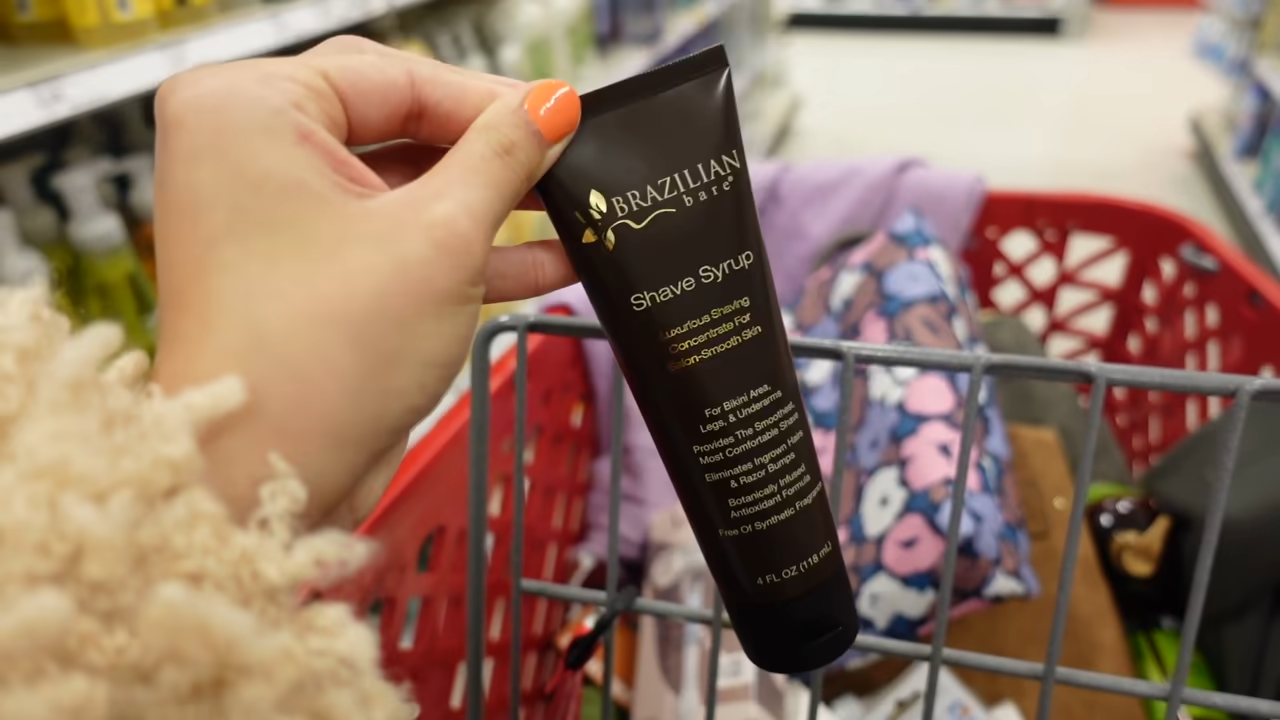 BRAZILIAN
bare®
Shave Syrup
Luxurious Shaving
Concentrate For
Salon-Smooth Skin
For Bikini Area,
Legs, & Underarms
Provides The Smoothest,
Most Comfortable Shave
Eliminates Ingrown Hairs
& Razor Bumps
Botanically Infused
Antioxidant Formula
Free Of Synthetic Fragrance
4 FL OZ (118 mL)